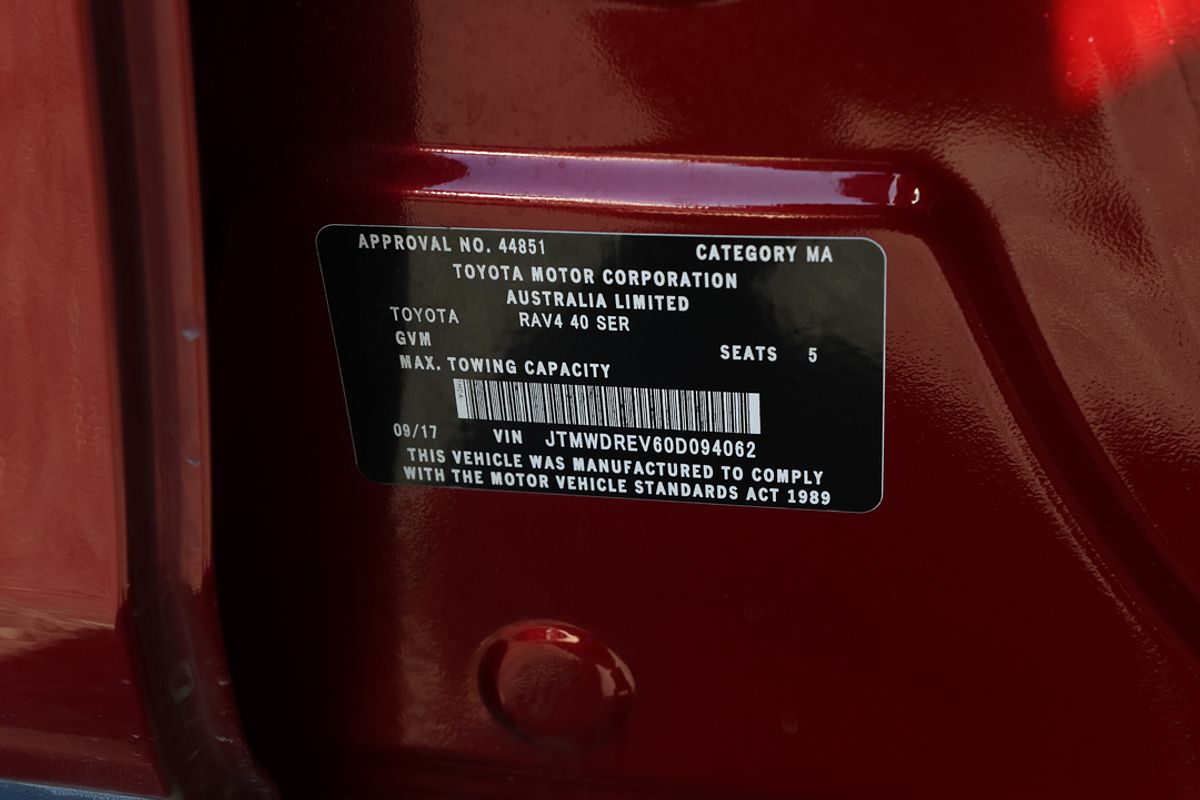 APPROVAL NO. 44851 CATEGORY MA
TOYOTA MOTOR CORPORATION
AUSTRALIA LIMITED
TOYOTA RAV4 40 SER
GVM
SEATS 5
MAX. TOWING CAPACITY
09/17 VIN JTMWDREV60D094062
THIS VEHICLE WAS MANUFACTURED TO COMPLY
WITH THE MOTOR VEHICLE STANDARDS ACT 1989